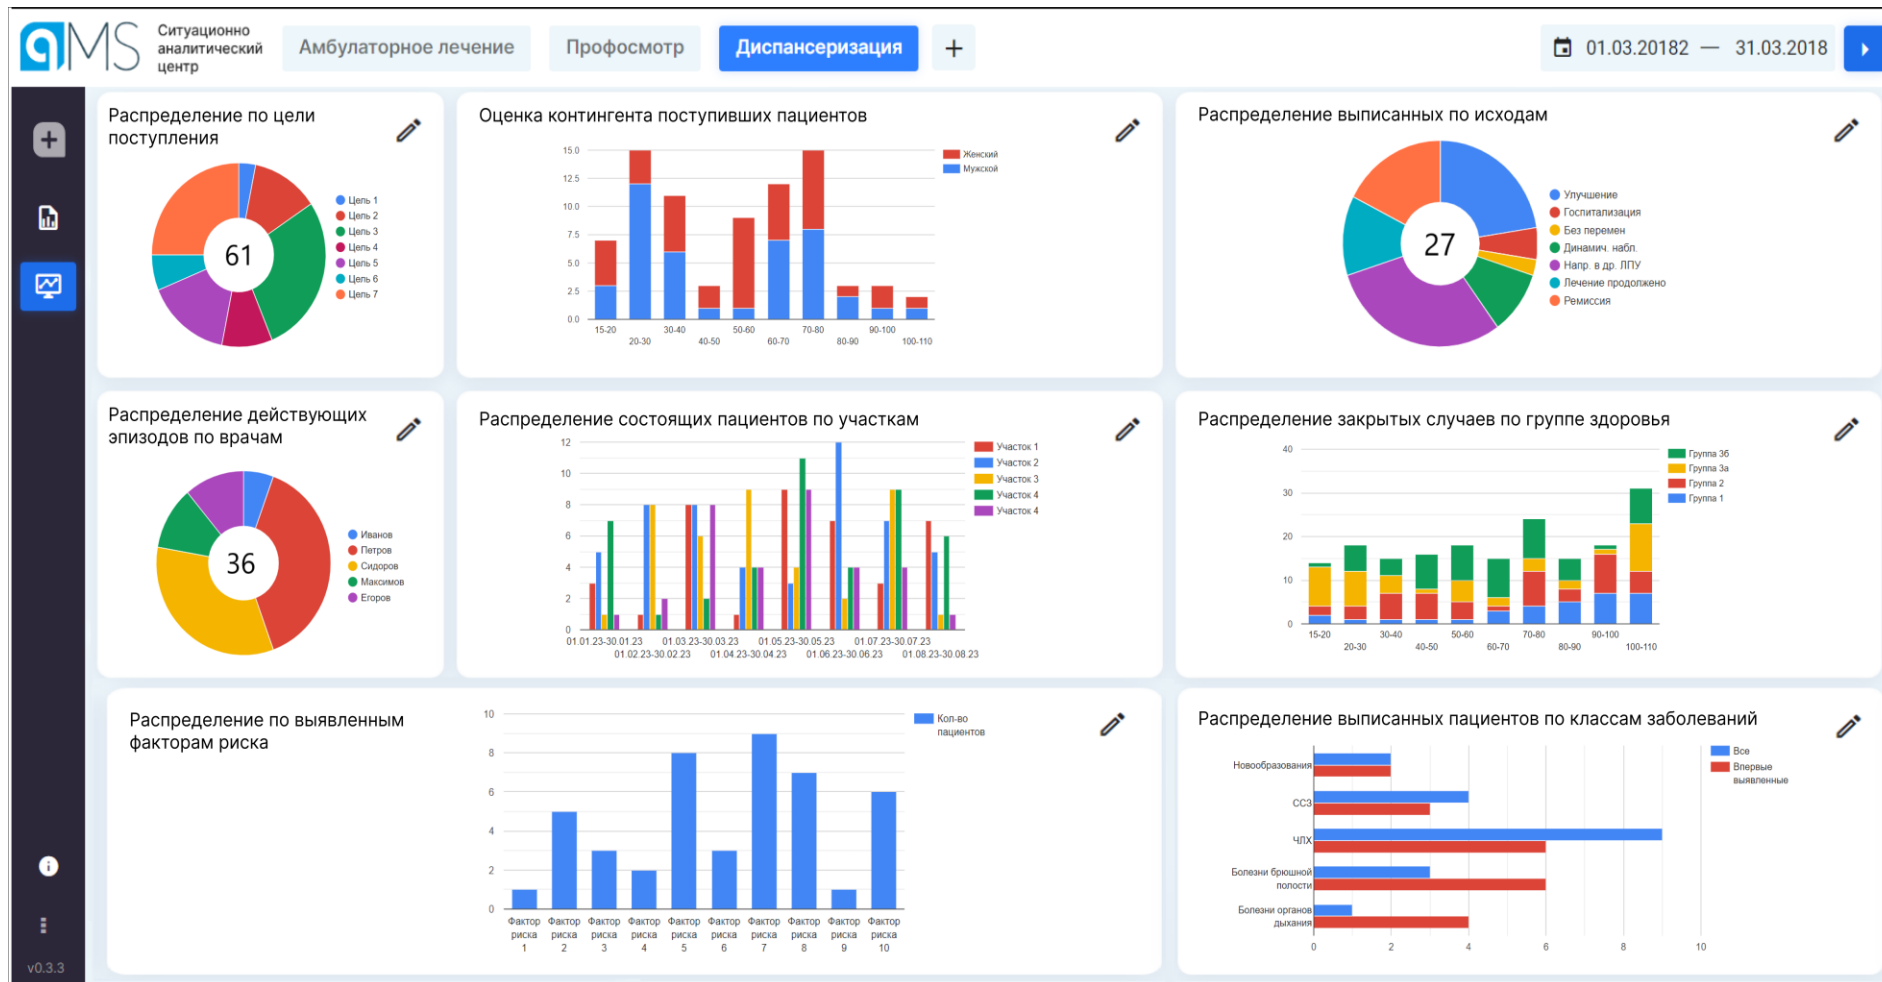 qMS
Ситуационно
аналитический
центр
Амбулаторное лечение
Профосмотр
Диспансеризация
+
01.03.20182 — 31.03.2018
Распределение по цели
поступления
61
Цель 1
Цель 2
Цель 3
Цель 4
Цель 5
Цель 6
Цель 7
Оценка контингента поступивших пациентов
15.0
12.5
10.0
7.5
5.0
2.5
0.0
15-20
20-30
30-40
40-50
50-60
60-70
70-80
80-90
90-100
100-110
Женский
Мужской
Распределение выписанных по исходам
27
Улучшение
Госпитализация
Без перемен
Динамич. набл.
Напр. в др. ЛПУ
Лечение продолжено
Ремиссия
Распределение действующих
эпизодов по врачам
36
Иванов
Петров
Сидоров
Максимов
Егоров
Распределение состоящих пациентов по участкам
12
10
8
6
4
2
0
01.01.23-30.01.23
01.02.23-30.02.23
01.03.23-30.03.23
01.04.23-30.04.23
01.05.23-30.05.23
01.06.23-30.06.23
01.07.23-30.07.23
01.08.23-30.08.23
Участок 1
Участок 2
Участок 3
Участок 4
Участок 4
Распределение закрытых случаев по группе здоровья
40
30
20
10
0
15-20
20-30
30-40
40-50
50-60
60-70
70-80
80-90
90-100
100-110
Группа 3б
Группа 3а
Группа 2
Группа 1
Распределение по выявленным
факторам риска
10
8
6
4
2
0
Фактор риска 1
Фактор риска 2
Фактор риска 3
Фактор риска 4
Фактор риска 5
Фактор риска 6
Фактор риска 7
Фактор риска 8
Фактор риска 9
Фактор риска 10
Кол-во
пациентов
Распределение выписанных пациентов по классам заболеваний
Новообразования
ССЗ
ЧЛХ
Болезни брюшной
полости
Болезни органов
дыхания
0 2 4 6 8 10
Все
Впервые
выявленные
v0.3.3